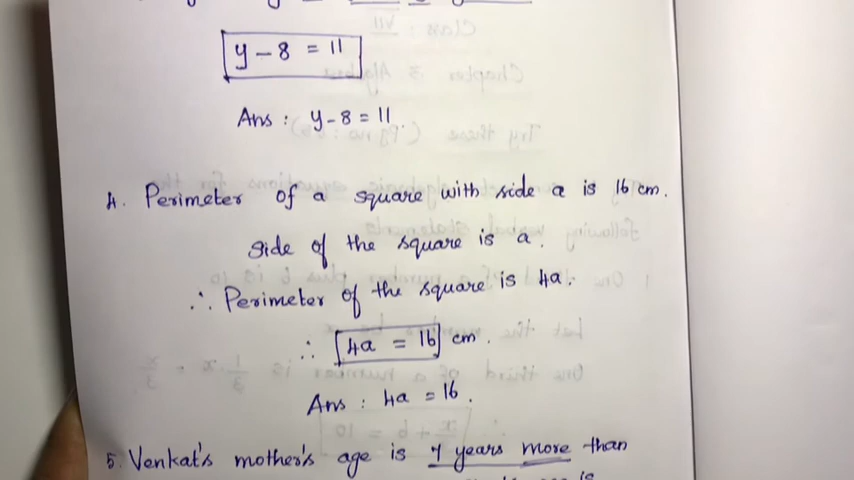 y - 8 = 11
Ans : y - 8 = 11.
4. Perimeter of a square with side a is 16 cm.
Side of the square is a.
∴ Perimeter of the square is 4a.
∴ 4a = 16 cm.
Ans : 4a = 16.
5. Venkat's mother's age is 7 years more than